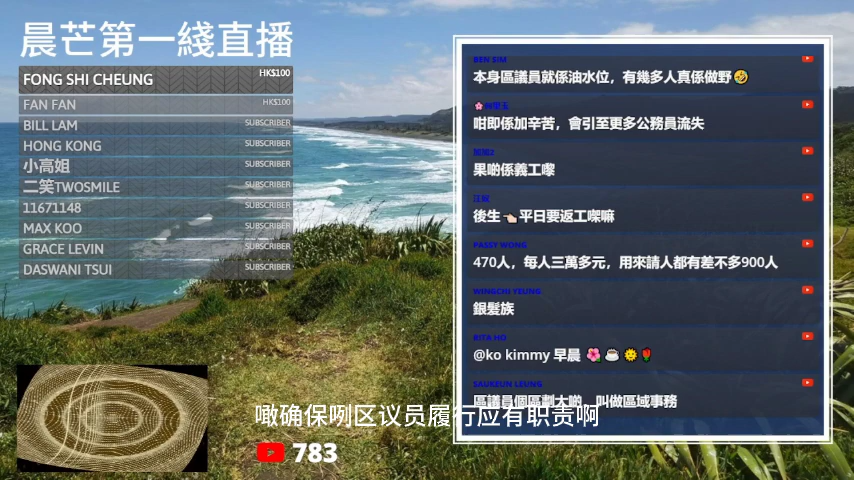 晨芒第一綫直播
FONG SHI CHEUNG HK$100
FAN FAN HK$100
BILL LAM SUBSCRIBER
HONG KONG SUBSCRIBER
小高姐 SUBSCRIBER
二笑TWOSMILE SUBSCRIBER
11671148 SUBSCRIBER
MAX KOO SUBSCRIBER
GRACE LEVIN SUBSCRIBER
DASWANI TSUI SUBSCRIBER
BEN SIM
本身區議員就係油水位，有幾多人真係做野🤣
咁即係加辛苦，會引至更多公務員流失
果啲係義工嚟
後生👈🏻平日要返工㗎嘛
PASSY WONG
470人，每人三萬多元，用來請人都有差不多900人
WINGCHI YEUNG
銀髮族
RITA HO
@ko kimmy 早晨 🌺☕🌞🌹
SAUKEUN LEUNG
區議員個區劃大啲，叫做區域事務
噉确保咧区议员履行应有职责啊
783